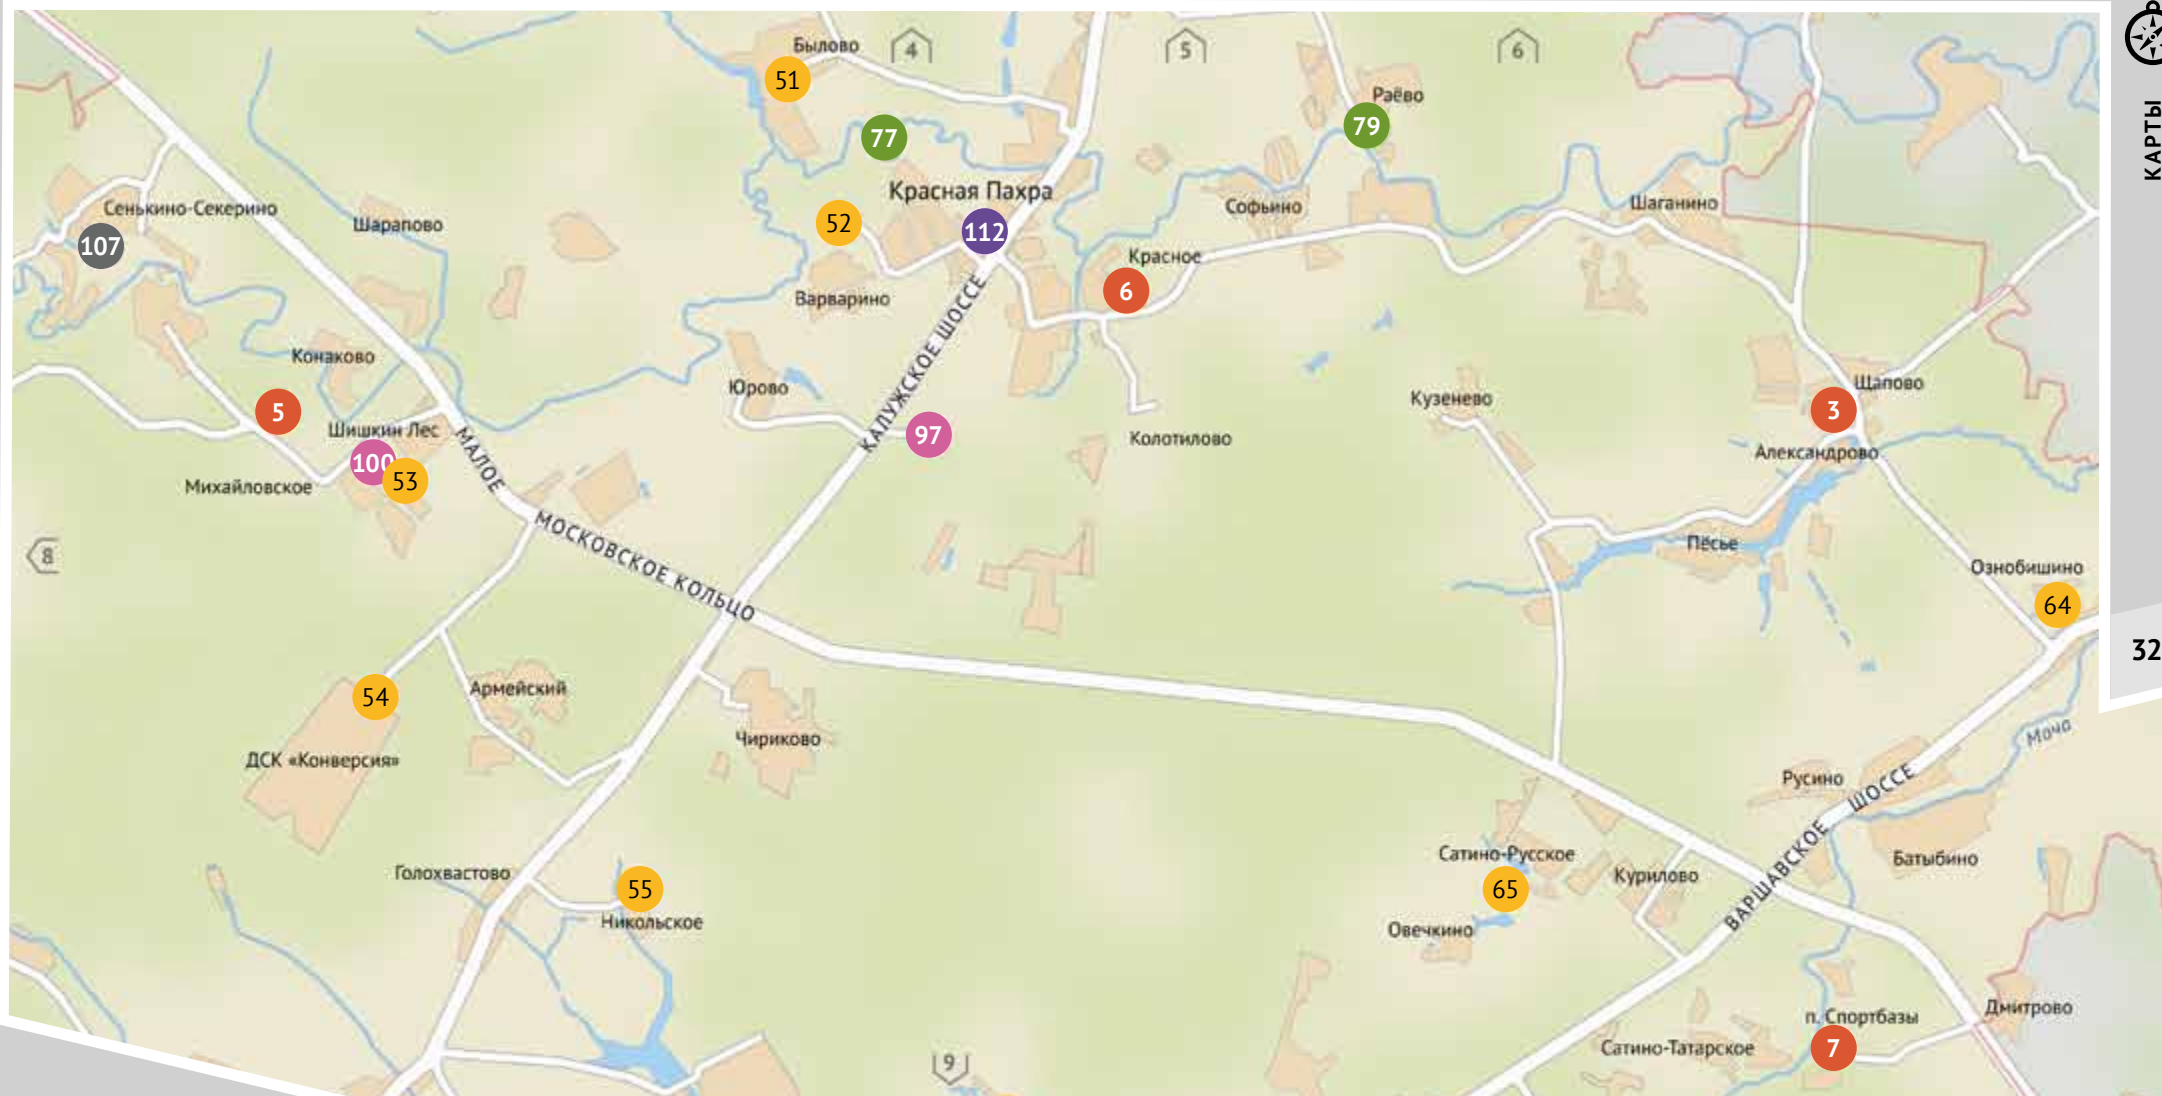 Былово
4
5
6
51
Раёво
77
79
КАРТЫ
Красная Пахра
Сенькино-Секерино
Шарапово
52
112
Софьино
Шаганино
107
Красное
Варварино
6
КАЛУЖСКОЕ ШОССЕ
Конаково
Юрово
Кузенево
Щапово
5
3
Шишкин Лес
97
Колотилово
Александрово
МАЛОЕ
100
53
Михайловское
МОСКОВСКОЕ КОЛЬЦО
8
Пёсье
Ознобишино
64
32
Армейский
54
Моча
Чириково
ДСК «Конверсия»
Русино
ВАРШАВСКОЕ ШОССЕ
Сатино-Русское
Батыбино
Голохвастово
Курилово
55
65
Никольское
Овечкино
Дмитрово
п. Спортбазы
Сатино-Татарское
7
9